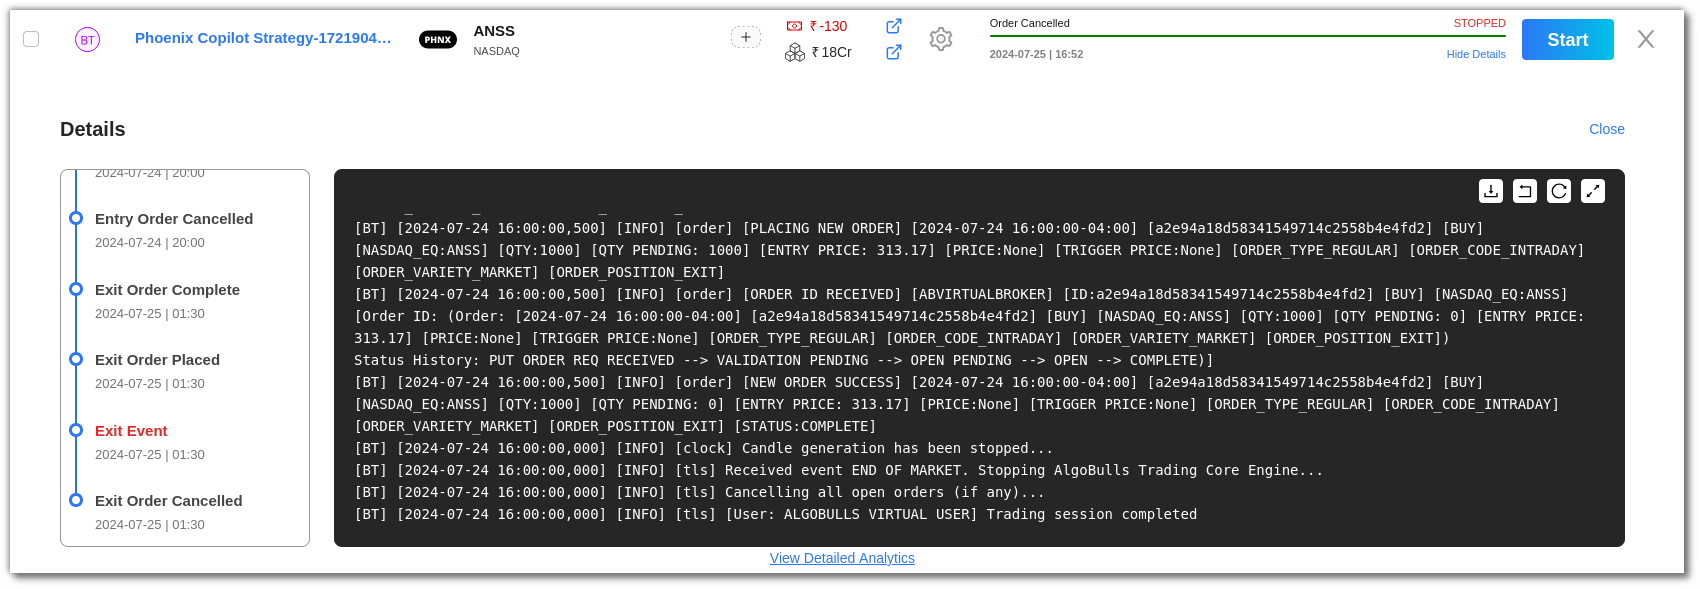 BT
Phoenix Copilot Strategy-1721904...
PHNX
ANSS
NASDAQ
+
₹ -130
₹ 18Cr
Order Cancelled
STOPPED
2024-07-25 | 16:52
Hide Details
Start
Details
Close
2024-07-24 | 20:00
Entry Order Cancelled
2024-07-24 | 20:00
Exit Order Complete
2024-07-25 | 01:30
Exit Order Placed
2024-07-25 | 01:30
Exit Event
2024-07-25 | 01:30
Exit Order Cancelled
2024-07-25 | 01:30
[BT] [2024-07-24 16:00:00,500] [INFO] [order] [PLACING NEW ORDER] [2024-07-24 16:00:00-04:00] [a2e94a18d58341549714c2558b4e4fd2] [BUY]
[NASDAQ_EQ:ANSS] [QTY:1000] [QTY PENDING: 1000] [ENTRY PRICE: 313.17] [PRICE:None] [TRIGGER PRICE:None] [ORDER_TYPE_REGULAR] [ORDER_CODE_INTRADAY]
[ORDER_VARIETY_MARKET] [ORDER_POSITION_EXIT]
[BT] [2024-07-24 16:00:00,500] [INFO] [order] [ORDER ID RECEIVED] [ABVIRTUALBROKER] [ID:a2e94a18d58341549714c2558b4e4fd2] [BUY] [NASDAQ_EQ:ANSS]
[Order ID: (Order: [2024-07-24 16:00:00-04:00] [a2e94a18d58341549714c2558b4e4fd2] [BUY] [NASDAQ_EQ:ANSS] [QTY:1000] [QTY PENDING: 0] [ENTRY PRICE:
313.17] [PRICE:None] [TRIGGER PRICE:None] [ORDER_TYPE_REGULAR] [ORDER_CODE_INTRADAY] [ORDER_VARIETY_MARKET] [ORDER_POSITION_EXIT])
Status History: PUT ORDER REQ RECEIVED --> VALIDATION PENDING --> OPEN PENDING --> OPEN --> COMPLETE)]
[BT] [2024-07-24 16:00:00,500] [INFO] [order] [NEW ORDER SUCCESS] [2024-07-24 16:00:00-04:00] [a2e94a18d58341549714c2558b4e4fd2] [BUY]
[NASDAQ_EQ:ANSS] [QTY:1000] [QTY PENDING: 0] [ENTRY PRICE: 313.17] [PRICE:None] [TRIGGER PRICE:None] [ORDER_TYPE_REGULAR] [ORDER_CODE_INTRADAY]
[ORDER_VARIETY_MARKET] [ORDER_POSITION_EXIT] [STATUS:COMPLETE]
[BT] [2024-07-24 16:00:00,000] [INFO] [clock] Candle generation has been stopped...
[BT] [2024-07-24 16:00:00,000] [INFO] [tls] Received event END OF MARKET. Stopping AlgoBulls Trading Core Engine...
[BT] [2024-07-24 16:00:00,000] [INFO] [tls] Cancelling all open orders (if any)...
[BT] [2024-07-24 16:00:00,000] [INFO] [tls] [User: ALGOBULLS VIRTUAL USER] Trading session completed
View Detailed Analytics